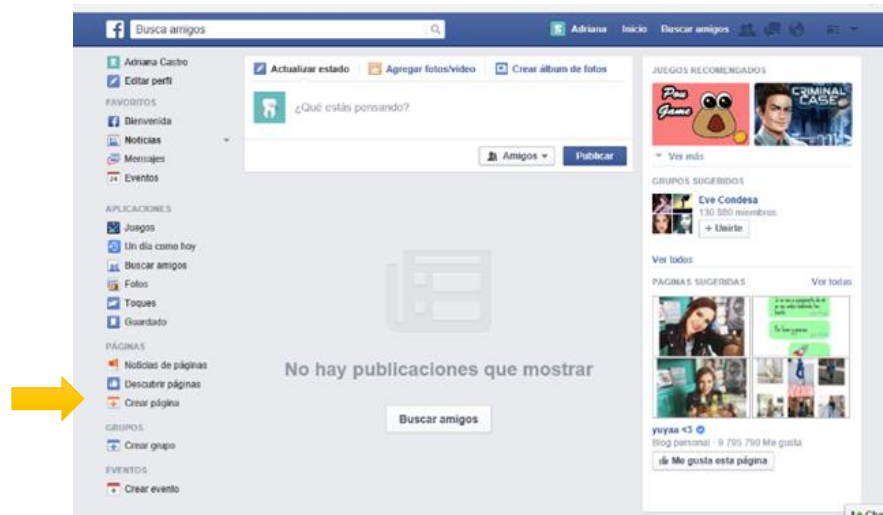 f Busca amigos
Adriana Inicio Buscar amigos
Adriana Castro
Editar perfil
FAVORITOS
Bienvenida
Noticias
Mensajes
Eventos
APLICACIONES
Juegos
Un día como hoy
Buscar amigos
Fotos
Toques
Guardado
PÁGINAS
Noticias de páginas
Descubrir páginas
Crear página
GRUPOS
Crear grupo
EVENTOS
Crear evento
Actualizar estado Agregar fotos/video Crear álbum de fotos
¿Qué estás pensando?
Amigos Publicar
No hay publicaciones que mostrar
Buscar amigos
JUEGOS RECOMENDADOS
Pou Game
CRIMINAL CASE
Ver más
GRUPOS SUGERIDOS
Eve Condesa
130 880 miembros
+ Unirte
Ver todos
PÁGINAS SUGERIDAS Ver todas
yuyaa <3
Blog personal · 9 795 790 Me gusta
Me gusta esta página